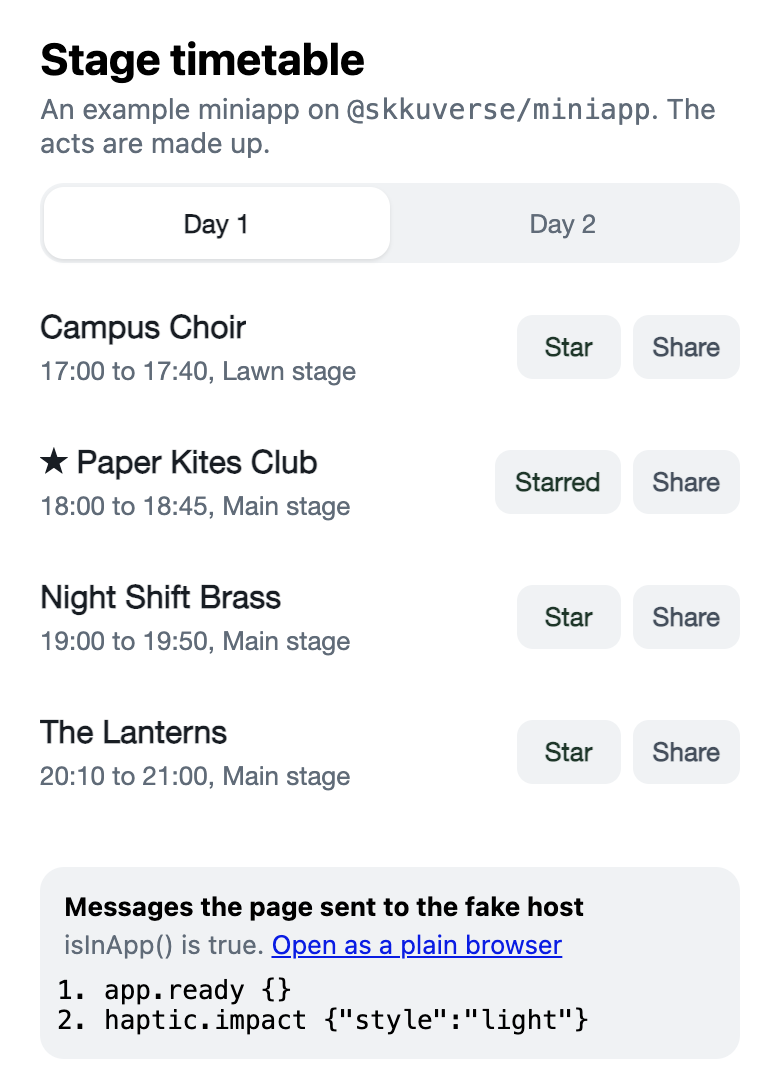 Stage timetable
An example miniapp on @skkuverse/miniapp. The
acts are made up.
Day 1
Day 2
Campus Choir
17:00 to 17:40, Lawn stage
Star
Share
★ Paper Kites Club
18:00 to 18:45, Main stage
Starred
Share
Night Shift Brass
19:00 to 19:50, Main stage
Star
Share
The Lanterns
20:10 to 21:00, Main stage
Star
Share
Messages the page sent to the fake host
isInApp() is true. Open as a plain browser
1. app.ready {}
2. haptic.impact {"style":"light"}